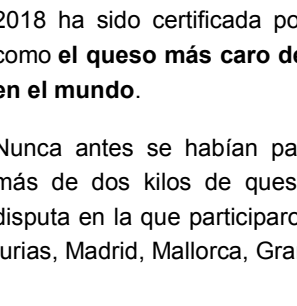 2018 ha sido certificada po
como el queso más caro de
en el mundo.
Nunca antes se habían pa
más de dos kilos de ques
disputa en la que participaro
urias, Madrid, Mallorca, Gra